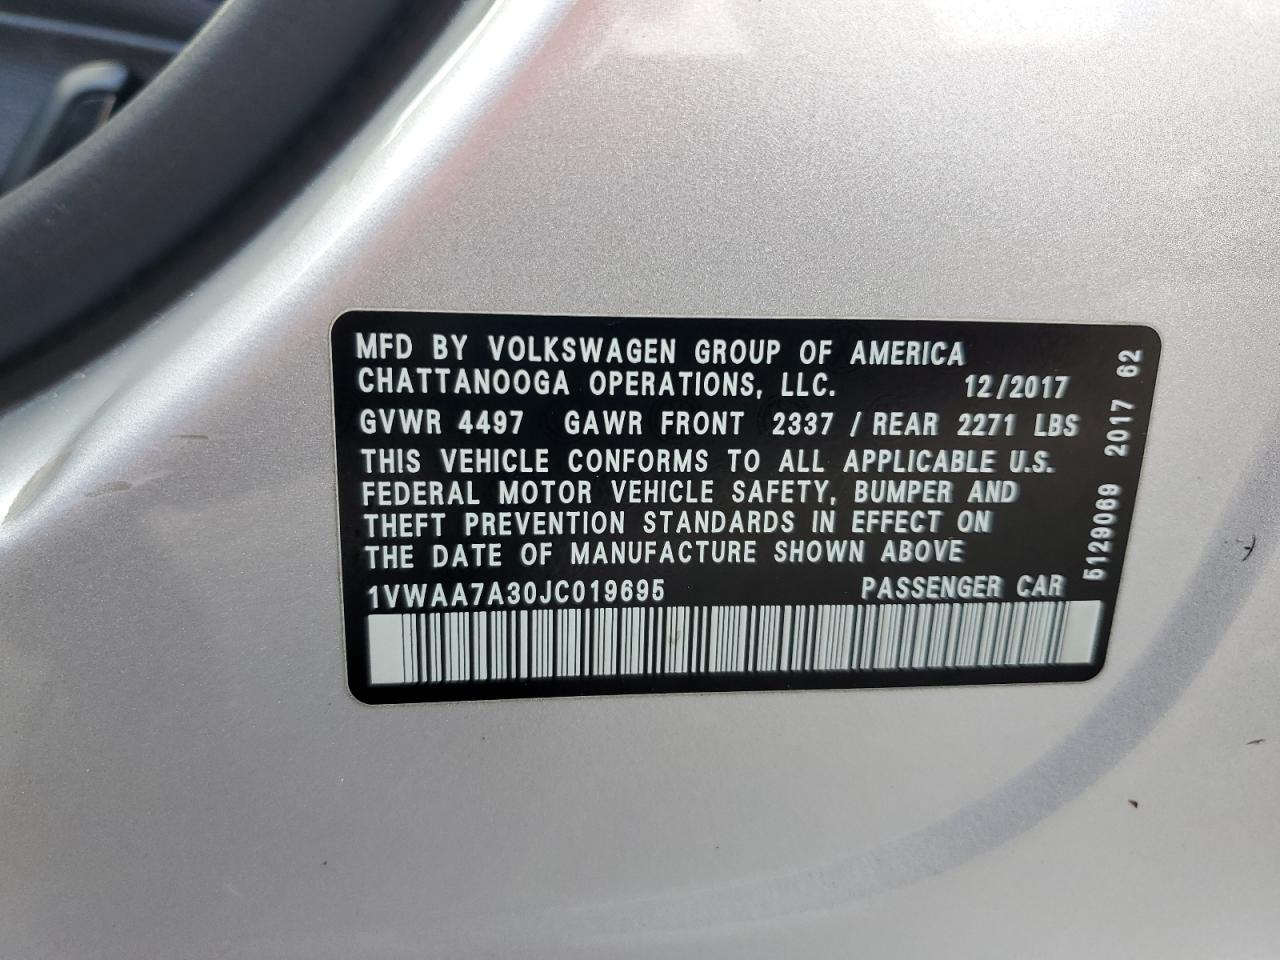 MFD BY VOLKSWAGEN GROUP OF AMERICA
CHATTANOOGA OPERATIONS, LLC. 12/2017
GVWR 4497 GAWR FRONT 2337 / REAR 2271 LBS
THIS VEHICLE CONFORMS TO ALL APPLICABLE U.S.
FEDERAL MOTOR VEHICLE SAFETY, BUMPER AND
THEFT PREVENTION STANDARDS IN EFFECT ON
THE DATE OF MANUFACTURE SHOWN ABOVE
1VWAA7A30JC019695 PASSENGER CAR
5129069 2017 62